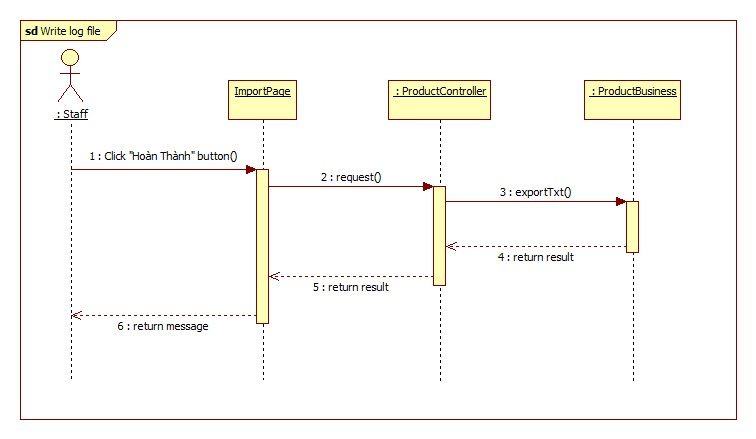 sd Write log file
: Staff
ImportPage
: ProductController
: ProductBusiness
1 : Click "Hoàn Thành" button()
2 : request()
3 : exportTxt()
4 : return result
5 : return result
6 : return message